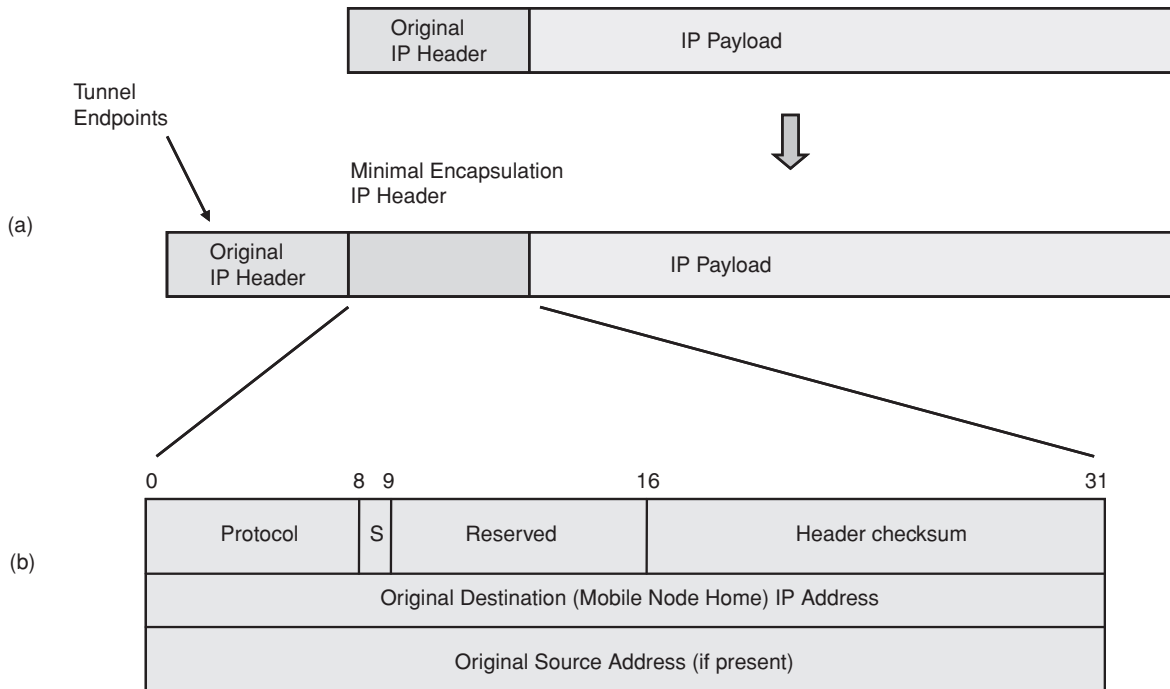 Original
IP Header
IP Payload
Tunnel
Endpoints
Minimal Encapsulation
IP Header
(a)
Original
IP Header
IP Payload
0 8 9 16 31
Protocol S Reserved Header checksum
(b)
Original Destination (Mobile Node Home) IP Address
Original Source Address (if present)